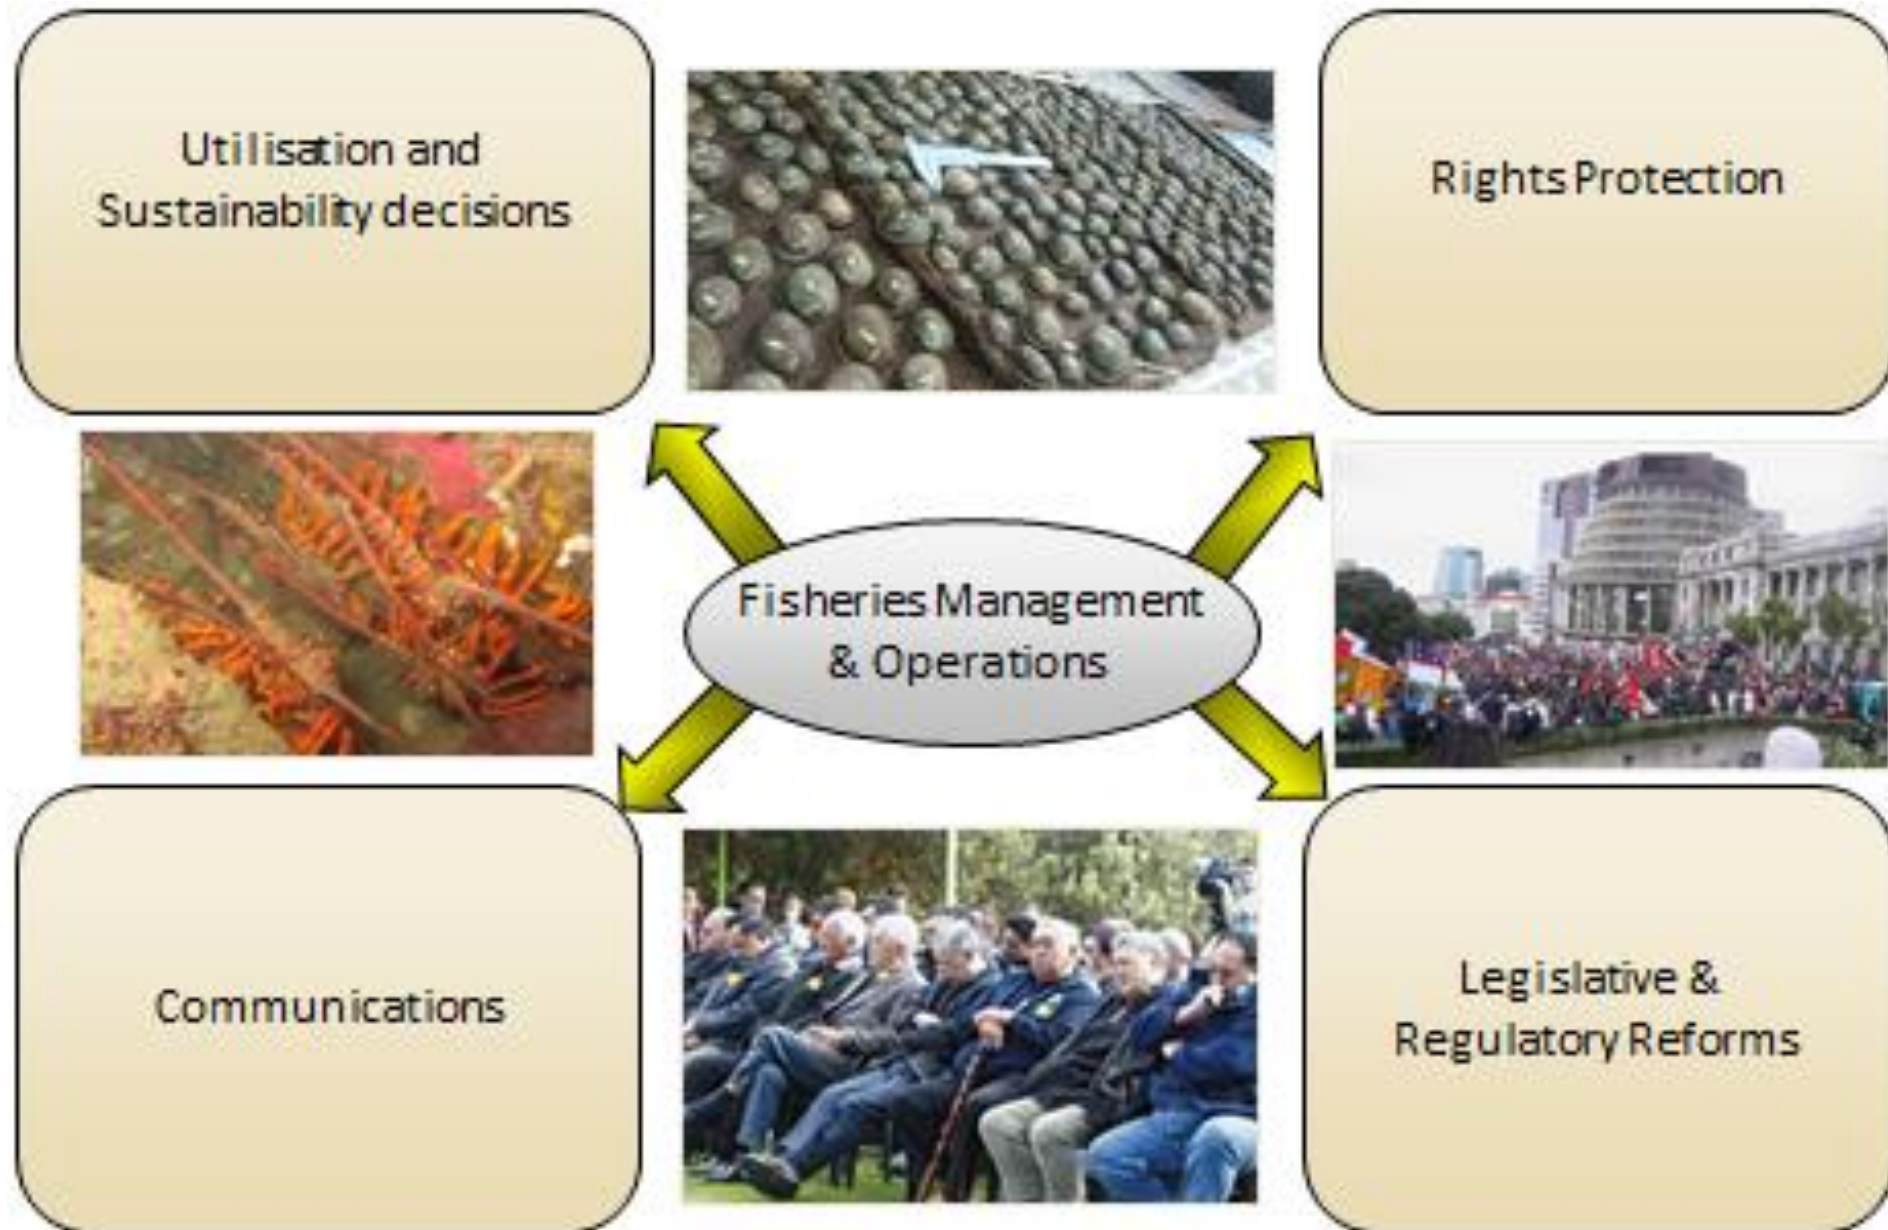 Utilisation and
Sustainability decisions
Rights Protection
Fisheries Management
& Operations
Communications
Legislative &
Regulatory Reforms